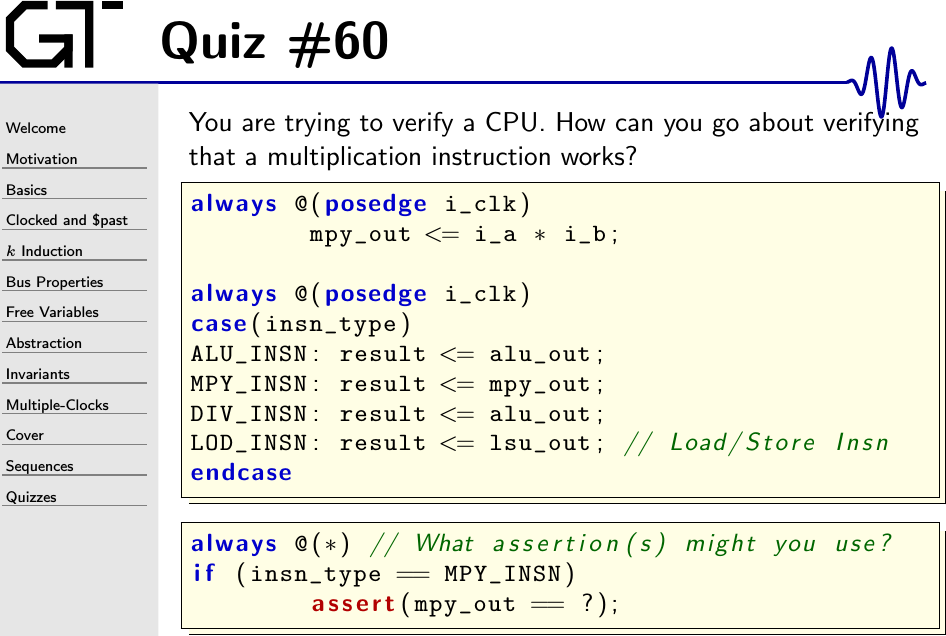 GT
Quiz #60
Welcome
Motivation
Basics
Clocked and $past
k Induction
Bus Properties
Free Variables
Abstraction
Invariants
Multiple-Clocks
Cover
Sequences
Quizzes
You are trying to verify a CPU. How can you go about verifying
that a multiplication instruction works?
always @(posedge i_clk)
        mpy_out <= i_a * i_b;

always @(posedge i_clk)
case(insn_type)
ALU_INSN: result <= alu_out;
MPY_INSN: result <= mpy_out;
DIV_INSN: result <= alu_out;
LOD_INSN: result <= lsu_out; // Load/Store Insn
endcase
always @(*) // What assertion(s) might you use?
if (insn_type == MPY_INSN)
        assert(mpy_out == ?);